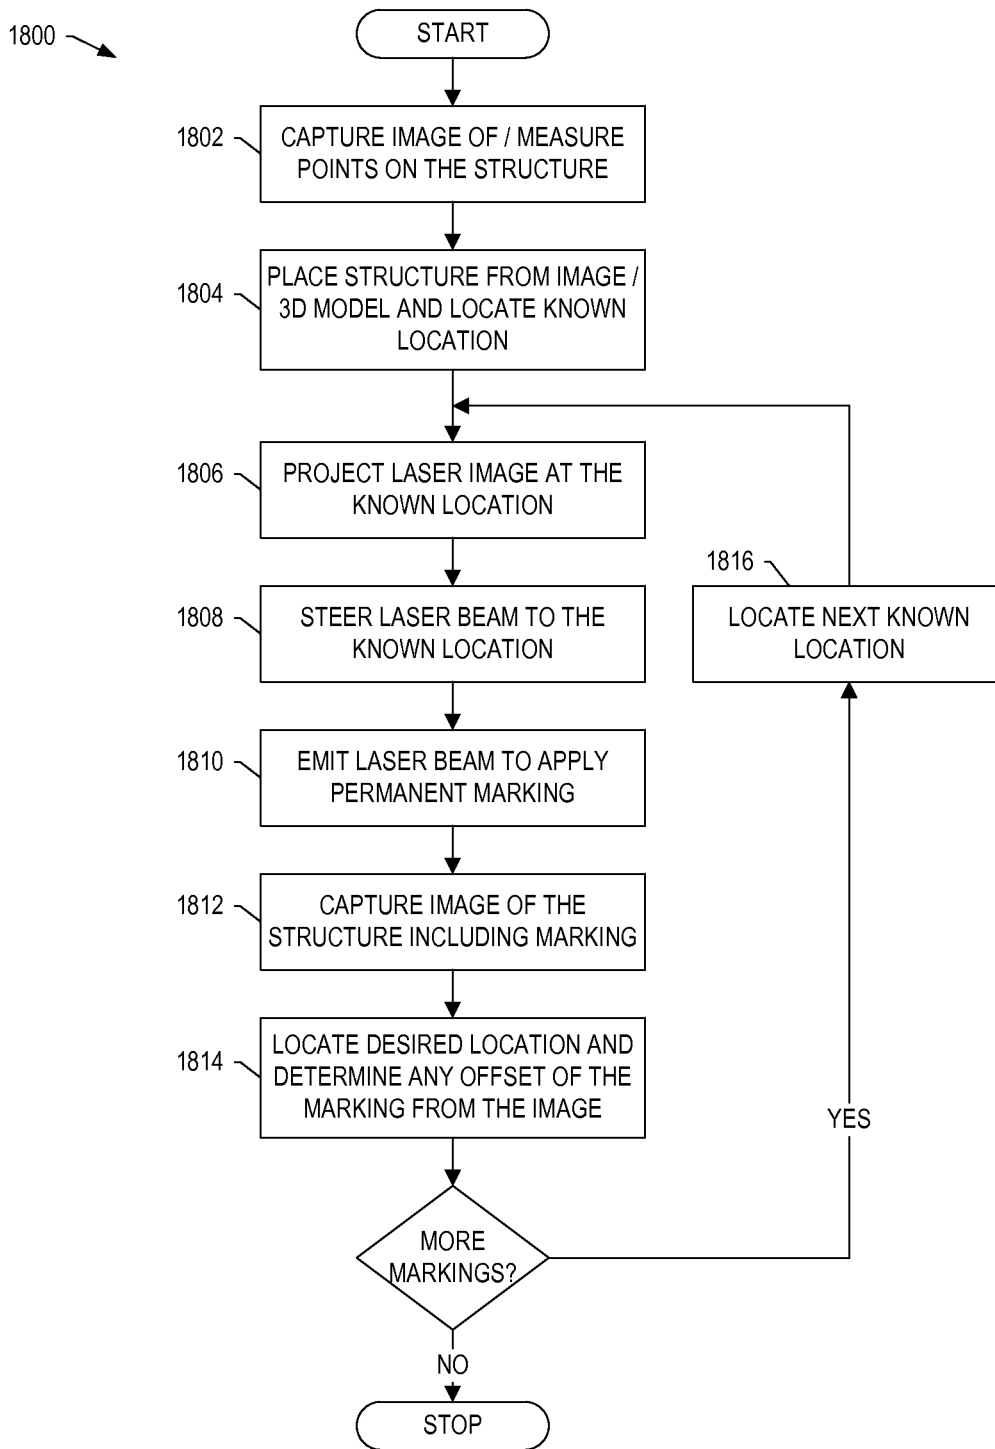 1800
START
1802
CAPTURE IMAGE OF / MEASURE
POINTS ON THE STRUCTURE
1804
PLACE STRUCTURE FROM IMAGE /
3D MODEL AND LOCATE KNOWN
LOCATION
1806
PROJECT LASER IMAGE AT THE
KNOWN LOCATION
1816
LOCATE NEXT KNOWN
LOCATION
1808
STEER LASER BEAM TO THE
KNOWN LOCATION
1810
EMIT LASER BEAM TO APPLY
PERMANENT MARKING
1812
CAPTURE IMAGE OF THE
STRUCTURE INCLUDING MARKING
1814
LOCATE DESIRED LOCATION AND
DETERMINE ANY OFFSET OF THE
MARKING FROM THE IMAGE
YES
MORE
MARKINGS?
NO
STOP